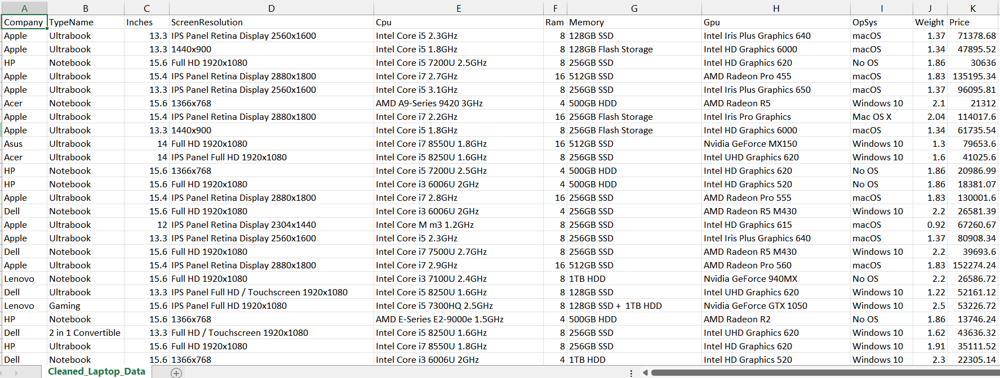 A B C D E F G H I J K
Company TypeName Inches ScreenResolution Cpu Ram Memory Gpu OpSys Weight Price
Apple Ultrabook 13.3 IPS Panel Retina Display 2560x1600 Intel Core i5 2.3GHz 8 128GB SSD Intel Iris Plus Graphics 640 macOS 1.37 71378.68
Apple Ultrabook 13.3 1440x900 Intel Core i5 1.8GHz 8 128GB Flash Storage Intel HD Graphics 6000 macOS 1.34 47895.52
HP Notebook 15.6 Full HD 1920x1080 Intel Core i5 7200U 2.5GHz 8 256GB SSD Intel HD Graphics 620 No OS 1.86 30636
Apple Ultrabook 15.4 IPS Panel Retina Display 2880x1800 Intel Core i7 2.7GHz 16 512GB SSD AMD Radeon Pro 455 macOS 1.83 135195.34
Apple Ultrabook 13.3 IPS Panel Retina Display 2560x1600 Intel Core i5 3.1GHz 8 256GB SSD Intel Iris Plus Graphics 650 macOS 1.37 96095.81
Acer Notebook 15.6 1366x768 AMD A9-Series 9420 3GHz 4 500GB HDD AMD Radeon R5 Windows 10 2.1 21312
Apple Ultrabook 15.4 IPS Panel Retina Display 2880x1800 Intel Core i7 2.2GHz 16 256GB Flash Storage Intel Iris Pro Graphics Mac OS X 2.04 114017.6
Apple Ultrabook 13.3 1440x900 Intel Core i5 1.8GHz 8 256GB Flash Storage Intel HD Graphics 6000 macOS 1.34 61735.54
Asus Ultrabook 14 Full HD 1920x1080 Intel Core i7 8550U 1.8GHz 16 512GB SSD Nvidia GeForce MX150 Windows 10 1.3 79653.6
Acer Ultrabook 14 IPS Panel Full HD 1920x1080 Intel Core i5 8250U 1.6GHz 8 256GB SSD Intel UHD Graphics 620 Windows 10 1.6 41025.6
HP Notebook 15.6 1366x768 Intel Core i5 7200U 2.5GHz 4 500GB HDD Intel HD Graphics 620 No OS 1.86 20986.99
HP Notebook 15.6 Full HD 1920x1080 Intel Core i3 6006U 2GHz 4 500GB HDD Intel HD Graphics 520 No OS 1.86 18381.07
Apple Ultrabook 15.4 IPS Panel Retina Display 2880x1800 Intel Core i7 2.8GHz 16 256GB SSD AMD Radeon Pro 555 macOS 1.83 130001.6
Dell Notebook 15.6 Full HD 1920x1080 Intel Core i3 6006U 2GHz 4 256GB SSD AMD Radeon R5 M430 Windows 10 2.2 26581.39
Apple Ultrabook 12 IPS Panel Retina Display 2304x1440 Intel Core M m3 1.2GHz 8 256GB SSD Intel HD Graphics 615 macOS 0.92 67260.67
Apple Ultrabook 13.3 IPS Panel Retina Display 2560x1600 Intel Core i5 2.3GHz 8 256GB SSD Intel Iris Plus Graphics 640 macOS 1.37 80908.34
Dell Notebook 15.6 Full HD 1920x1080 Intel Core i7 7500U 2.7GHz 8 256GB SSD AMD Radeon R5 M430 Windows 10 2.2 39693.6
Apple Ultrabook 15.4 IPS Panel Retina Display 2880x1800 Intel Core i7 2.9GHz 16 512GB SSD AMD Radeon Pro 560 macOS 1.83 152274.24
Lenovo Notebook 15.6 Full HD 1920x1080 Intel Core i3 7100U 2.4GHz 8 1TB HDD Nvidia GeForce 940MX No OS 2.2 26586.72
Dell Ultrabook 13.3 IPS Panel Full HD / Touchscreen 1920x1080 Intel Core i5 8250U 1.6GHz 8 128GB SSD Intel UHD Graphics 620 Windows 10 1.22 52161.12
Lenovo Gaming 15.6 IPS Panel Full HD 1920x1080 Intel Core i5 7300HQ 2.5GHz 8 128GB SSD + 1TB HDD Nvidia GeForce GTX 1050 Windows 10 2.5 53226.72
HP Notebook 15.6 1366x768 AMD E-Series E2-9000e 1.5GHz 4 500GB HDD AMD Radeon R2 No OS 1.86 13746.24
Dell 2 in 1 Convertible 13.3 Full HD / Touchscreen 1920x1080 Intel Core i5 8250U 1.6GHz 8 256GB SSD Intel UHD Graphics 620 Windows 10 1.62 43636.32
HP Ultrabook 15.6 Full HD 1920x1080 Intel Core i7 8550U 1.8GHz 8 256GB SSD Intel HD Graphics 620 Windows 10 1.91 35111.52
Dell Notebook 15.6 1366x768 Intel Core i3 6006U 2GHz 4 1TB HDD Intel HD Graphics 520 Windows 10 2.3 22305.14
Cleaned_Laptop_Data